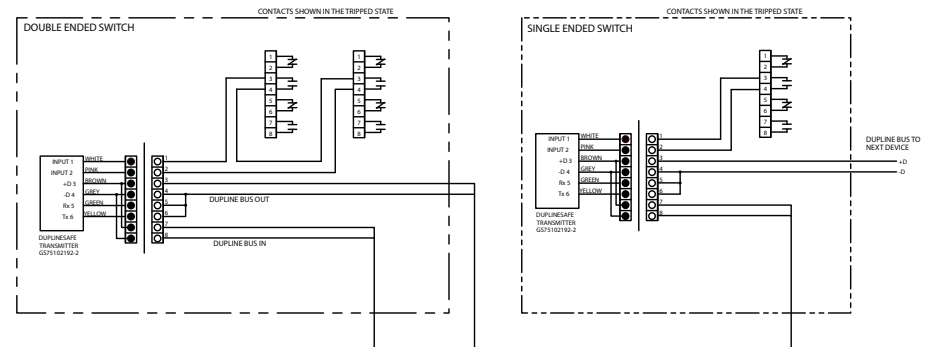 CONTACTS SHOWN IN THE TRIPPED STATE
DOUBLE ENDED SWITCH
1
2
3
4
5
6
7
8
1
2
3
4
5
6
7
8
INPUT 1 WHITE 1
INPUT 2 PINK 2
+D 3 BROWN 3
-D 4 GREY 4
Rx 5 GREEN 5
Tx 6 YELLOW 6
7
8
DUPLINE BUS OUT
DUPLINE BUS IN
DUPLINESAFE
TRANSMITTER
GS75102192-2
CONTACTS SHOWN IN THE TRIPPED STATE
SINGLE ENDED SWITCH
1
2
3
4
5
6
7
8
INPUT 1 WHITE 1
INPUT 2 PINK 2
+D 3 BROWN 3
-D 4 GREY 4
Rx 5 GREEN 5
Tx 6 YELLOW 6
7
8
DUPLINESAFE
TRANSMITTER
GS75102192-2
DUPLINE BUS TO
NEXT DEVICE
+D
-D